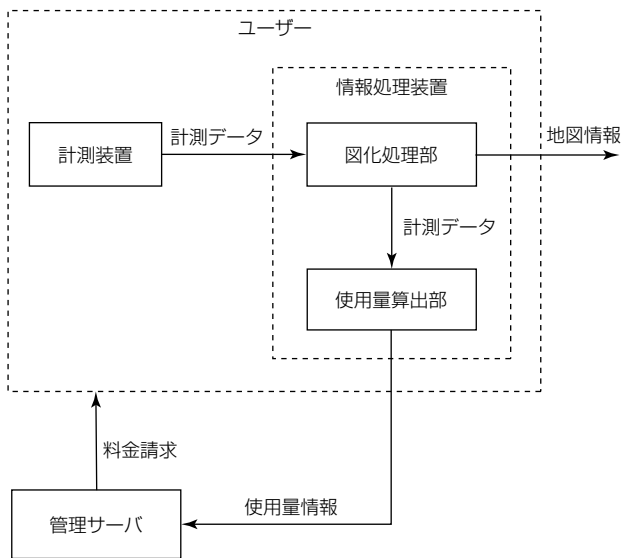 ユーザー
情報処理装置
計測装置
計測データ
図化処理部
地図情報
計測データ
使用量算出部
料金請求
管理サーバ
使用量情報